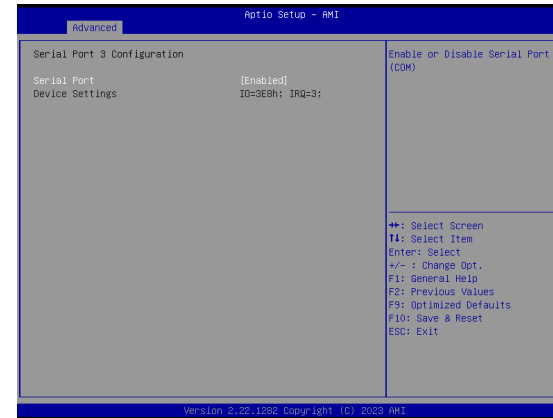 Aptio Setup - AMI
Advanced
Serial Port 3 Configuration
Serial Port [Enabled]
Device Settings IO=3E8h; IRQ=3;
Enable or Disable Serial Port
(COM)
→←: Select Screen
↑↓: Select Item
Enter: Select
+/- : Change Opt.
F1: General Help
F2: Previous Values
F9: Optimized Defaults
F10: Save & Reset
ESC: Exit
Version 2.22.1282 Copyright (C) 2023 AMI